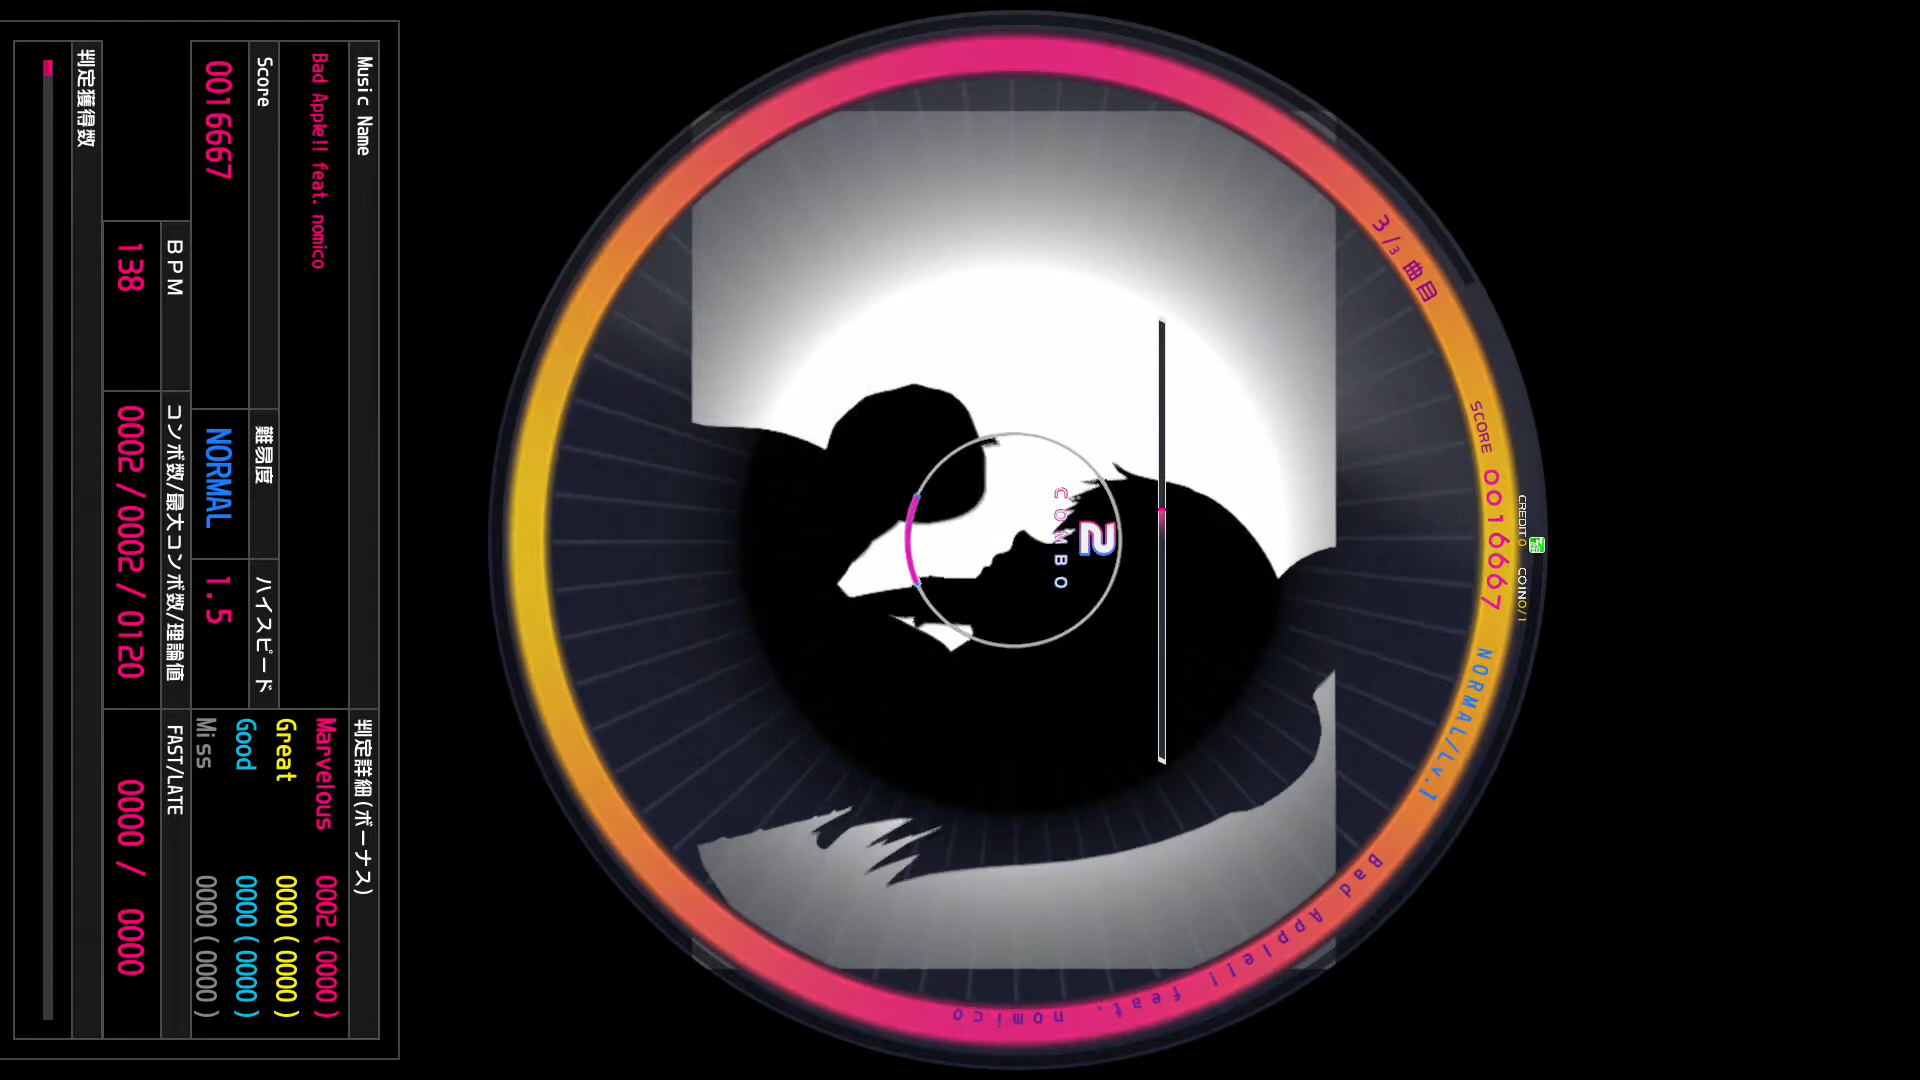 Music Name
判定詳細(ボーナス)
Bad Apple!! feat. nomico
Marvelous 0002(0000)
Great 0000(0000)
Good 0000(0000)
Miss 0000(0000)
Score
難易度
ハイスピード
0016667
NORMAL
1.5
BPM
コンボ数/最大コンボ数/理論値
FAST/LATE
138
0002/0002/0120
0000/ 0000
判定獲得数
CREDIT 0
COIN 0/1
3/3 曲目
SCORE 0016667
NORMAL/Lv.1
Bad Apple!! feat. nomico
2
COMBO